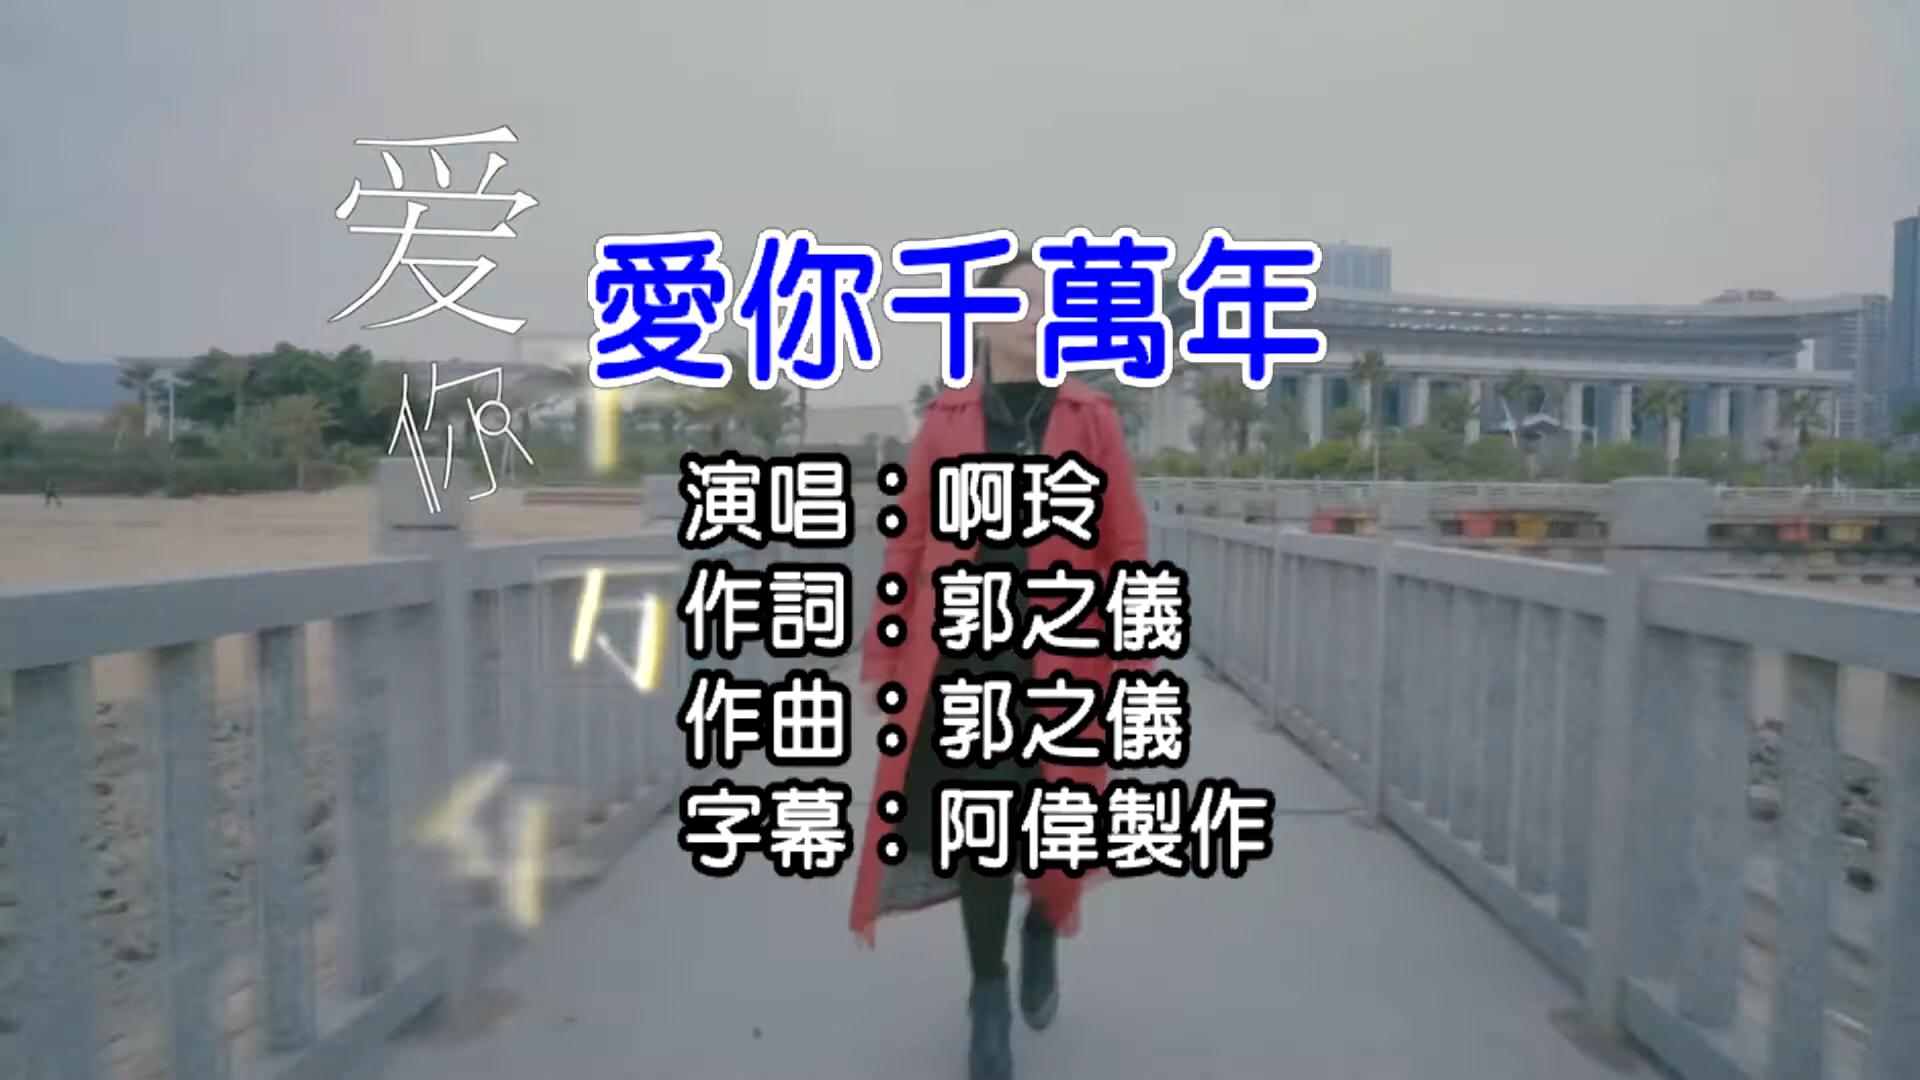 爱
你
愛你千萬年
演唱：啊玲
作詞：郭之儀
作曲：郭之儀
字幕：阿偉製作